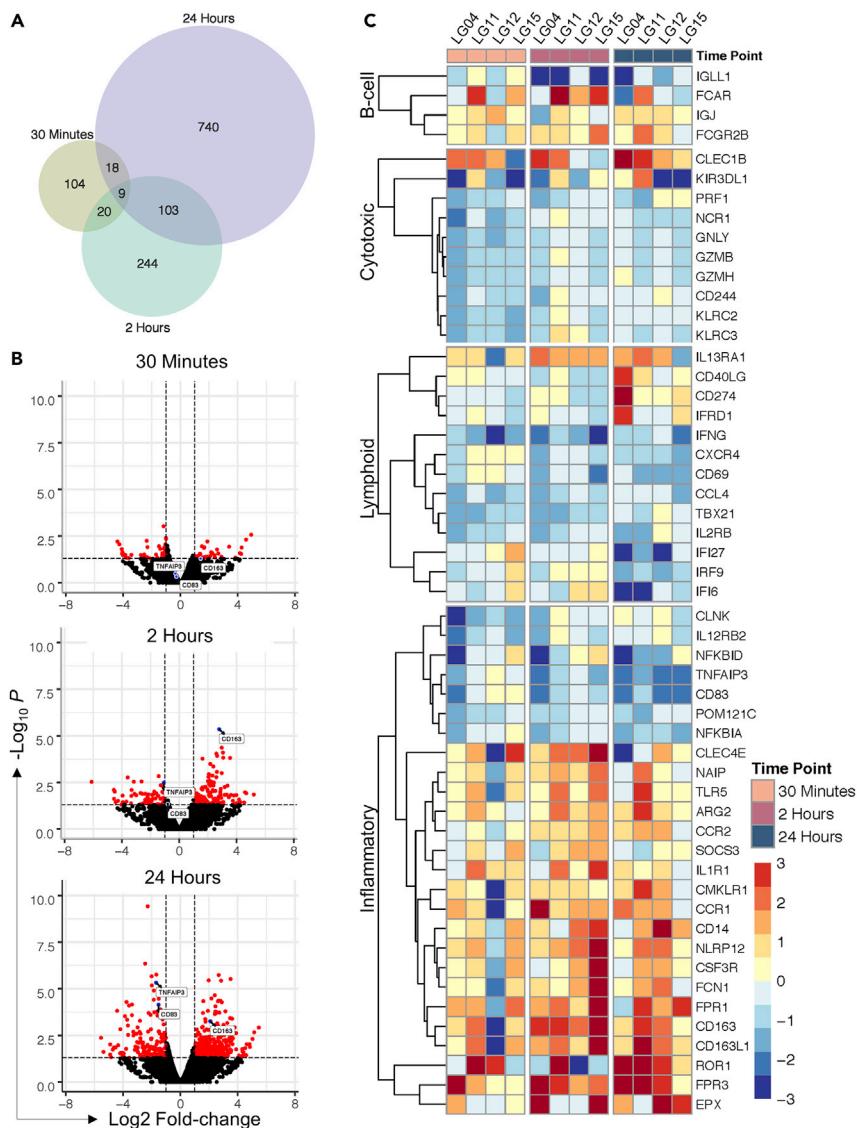 A
24 Hours
740
30 Minutes
18
104
9
20
103
244
2 Hours
B
30 Minutes
10.0
7.5
5.0
2.5
0.0
TNFAIP3
CD163
CD83
−8 −4 0 4 8
2 Hours
10.0
7.5
5.0
2.5
0.0
CD163
TNFAIP3
CD83
−8 −4 0 4 8
24 Hours
10.0
7.5
5.0
2.5
0.0
TNFAIP3
CD83
CD163
−8 −4 0 4 8
-Log10 P
Log2 Fold-change
C
LG04 LG11 LG12 LG15 LG04 LG11 LG12 LG15 LG04 LG11 LG12 LG15
Time Point
B-cell
IGLL1
FCAR
IGJ
FCGR2B
Cytotoxic
CLEC1B
KIR3DL1
PRF1
NCR1
GNLY
GZMB
GZMH
CD244
KLRC2
KLRC3
Lymphoid
IL13RA1
CD40LG
CD274
IFRD1
IFNG
CXCR4
CD69
CCL4
TBX21
IL2RB
IFI27
IRF9
IFI6
Inflammatory
CLNK
IL12RB2
NFKBID
TNFAIP3
CD83
POM121C
NFKBIA
CLEC4E
NAIP
TLR5
ARG2
CCR2
SOCS3
IL1R1
CMKLR1
CCR1
CD14
NLRP12
CSF3R
FCN1
FPR1
CD163
CD163L1
ROR1
FPR3
EPX
Time Point
30 Minutes
2 Hours
24 Hours
3
2
1
0
−1
−2
−3